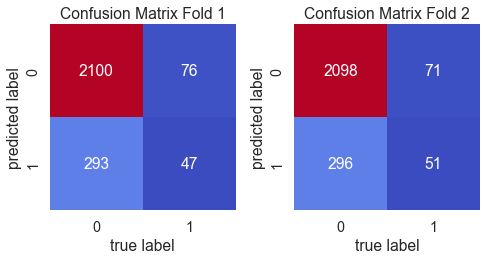 Confusion Matrix Fold 1
predicted label
0
2100
76
1
293
47
0
1
true label
Confusion Matrix Fold 2
predicted label
0
2098
71
1
296
51
0
1
true label